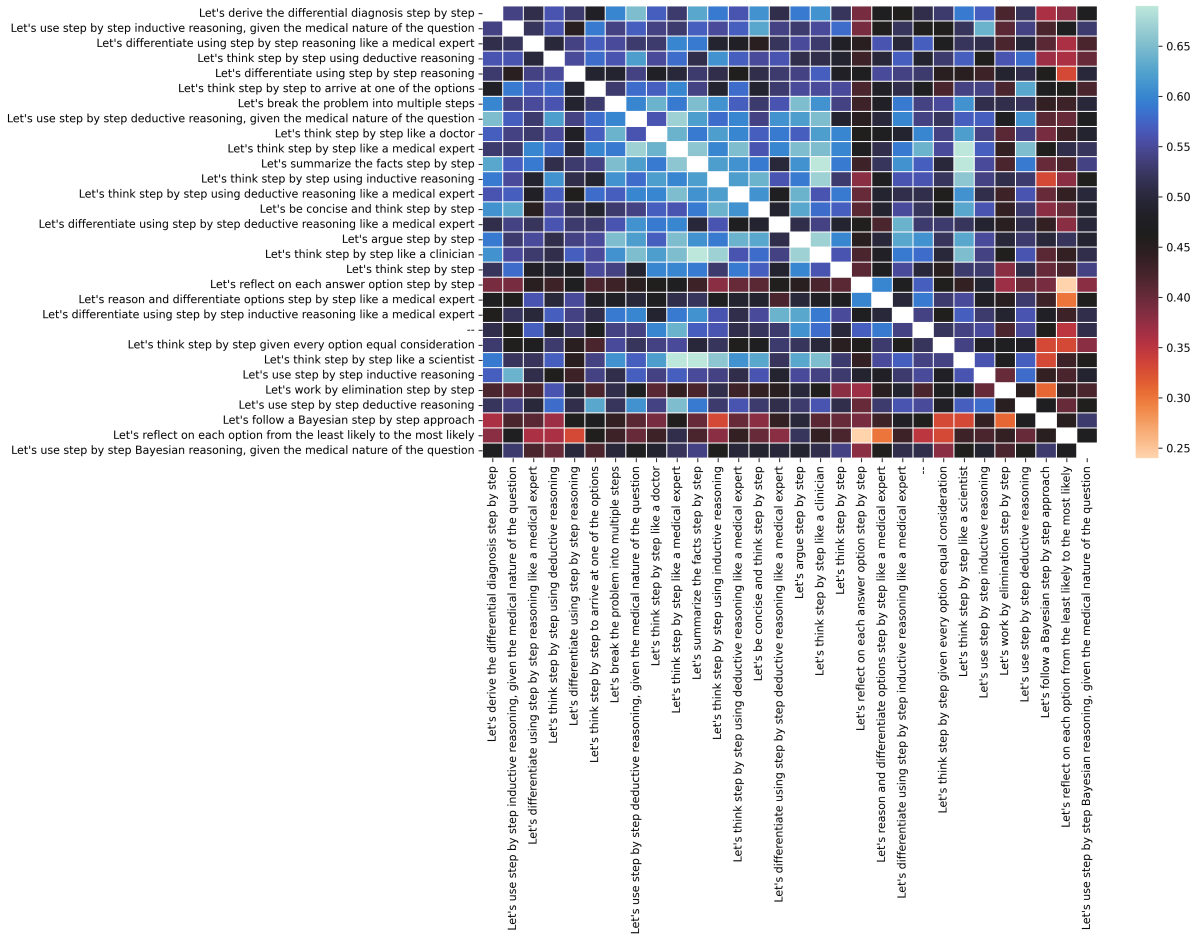 Let's derive the differential diagnosis step by step
Let's use step by step inductive reasoning, given the medical nature of the question
Let's differentiate using step by step reasoning like a medical expert
Let's think step by step using deductive reasoning
Let's differentiate using step by step reasoning
Let's think step by step to arrive at one of the options
Let's break the problem into multiple steps
Let's use step by step deductive reasoning, given the medical nature of the question
Let's think step by step like a doctor
Let's think step by step like a medical expert
Let's summarize the facts step by step
Let's think step by step using inductive reasoning
Let's think step by step using deductive reasoning like a medical expert
Let's be concise and think step by step
Let's differentiate using step by step deductive reasoning like a medical expert
Let's argue step by step
Let's think step by step like a clinician
Let's think step by step
Let's reflect on each answer option step by step
Let's reason and differentiate options step by step like a medical expert
Let's differentiate using step by step inductive reasoning like a medical expert
--
Let's think step by step given every option equal consideration
Let's think step by step like a scientist
Let's use step by step inductive reasoning
Let's work by elimination step by step
Let's use step by step deductive reasoning
Let's follow a Bayesian step by step approach
Let's reflect on each option from the least likely to the most likely
Let's use step by step Bayesian reasoning, given the medical nature of the question
Let's derive the differential diagnosis step by step
Let's use step by step inductive reasoning, given the medical nature of the question
Let's differentiate using step by step reasoning like a medical expert
Let's think step by step using deductive reasoning
Let's differentiate using step by step reasoning
Let's think step by step to arrive at one of the options
Let's break the problem into multiple steps
Let's use step by step deductive reasoning, given the medical nature of the question
Let's think step by step like a doctor
Let's think step by step like a medical expert
Let's summarize the facts step by step
Let's think step by step using inductive reasoning
Let's think step by step using deductive reasoning like a medical expert
Let's be concise and think step by step
Let's differentiate using step by step deductive reasoning like a medical expert
Let's argue step by step
Let's think step by step like a clinician
Let's think step by step
Let's reflect on each answer option step by step
Let's reason and differentiate options step by step like a medical expert
Let's differentiate using step by step inductive reasoning like a medical expert
--
Let's think step by step given every option equal consideration
Let's think step by step like a scientist
Let's use step by step inductive reasoning
Let's work by elimination step by step
Let's use step by step deductive reasoning
Let's follow a Bayesian step by step approach
Let's reflect on each option from the least likely to the most likely
Let's use step by step Bayesian reasoning, given the medical nature of the question
0.65
0.60
0.55
0.50
0.45
0.40
0.35
0.30
0.25